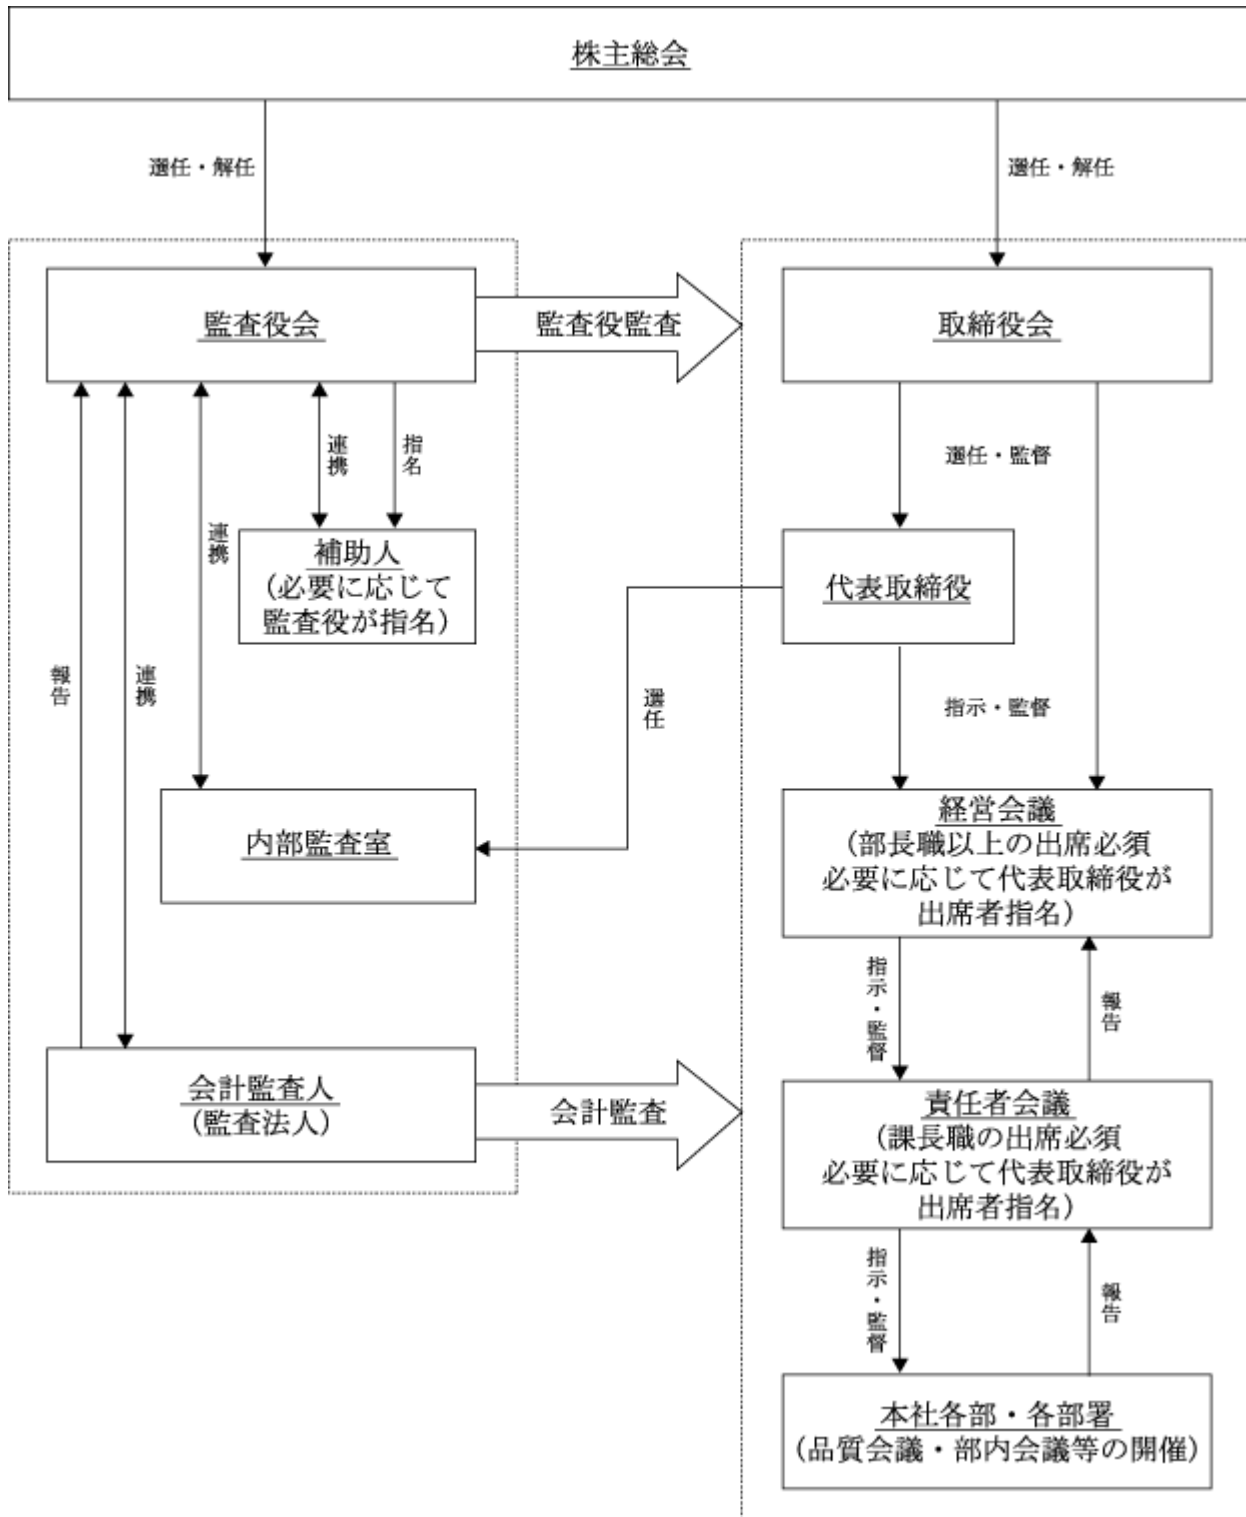 株主総会
選任・解任
選任・解任
監査役会
監査役監査
取締役会
連携
指名
選任・監督
連携
補助人
(必要に応じて
監査役が指名)
代表取締役
報告
連携
選任
指示・監督
内部監査室
経営会議
(部長職以上の出席必須
必要に応じて代表取締役が
出席者指名)
指示・監督
報告
会計監査人
(監査法人)
会計監査
責任者会議
(課長職の出席必須
必要に応じて代表取締役が
出席者指名)
指示・監督
報告
本社各部・各部署
(品質会議・部内会議等の開催)